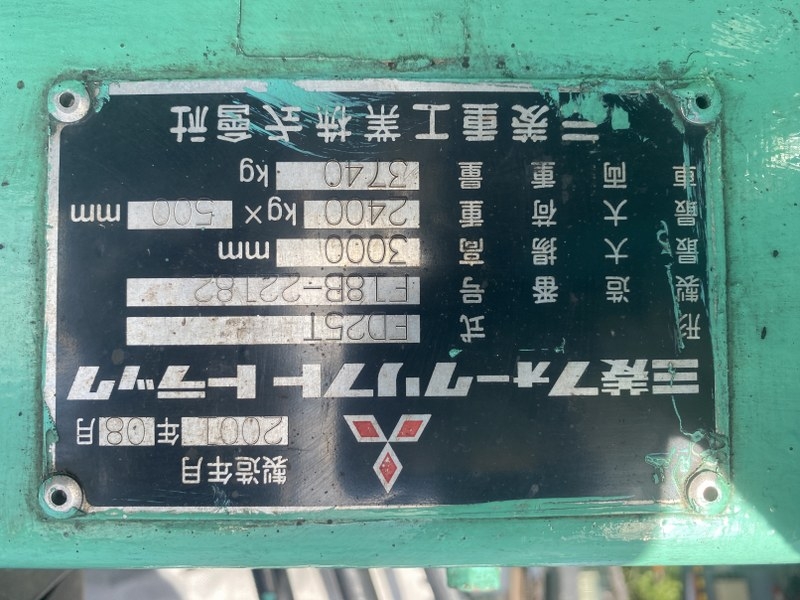 製造年月
2001年08月
三菱フォークリフトトラック
形式 FD25T
製造番号 F18B-22182
最大揚高 3000 mm
最大荷重 2400 kg × 500 mm
車両重量 3740 kg
三菱重工業株式會社